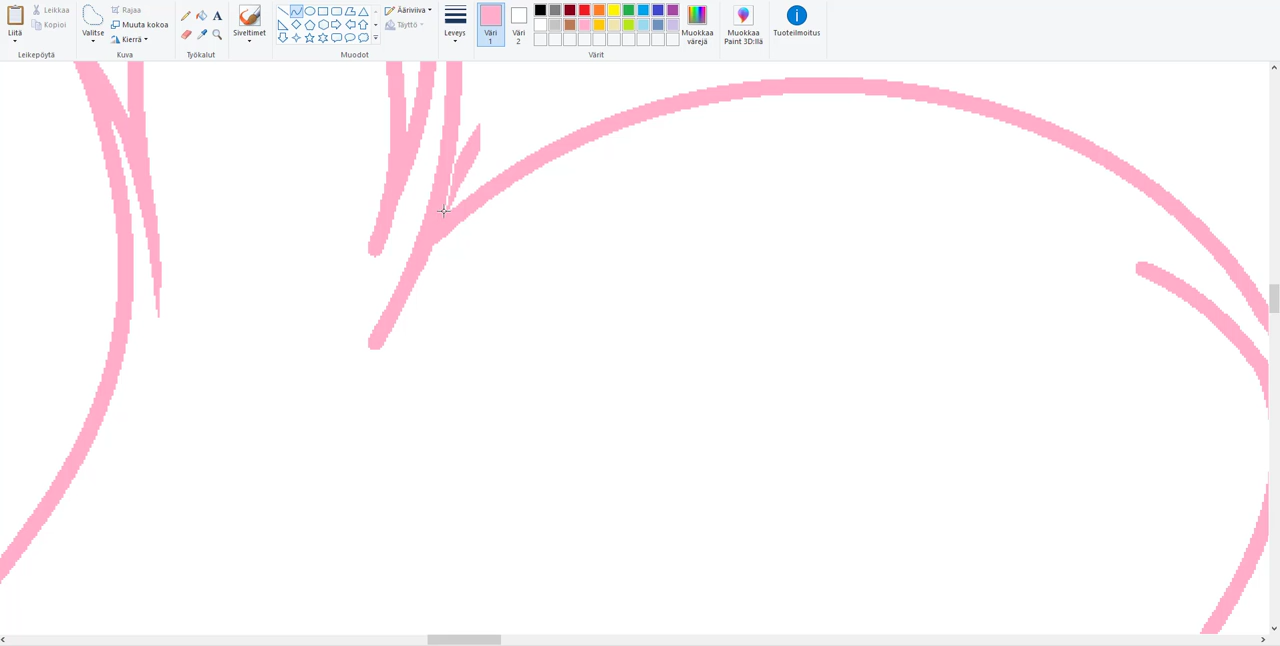 Liitä
Leikkaa
Kopioi
Leikepöytä
Valitse
Rajaa
Muuta kokoa
Kierrä
Kuva
A
Työkalut
Siveltimet
Ääriviiva
Täyttö
Muodot
Leveys
Väri
1
Väri
2
Muokkaa
värejä
Värit
Muokkaa
Paint 3D:llä
Tuoteilmoitus